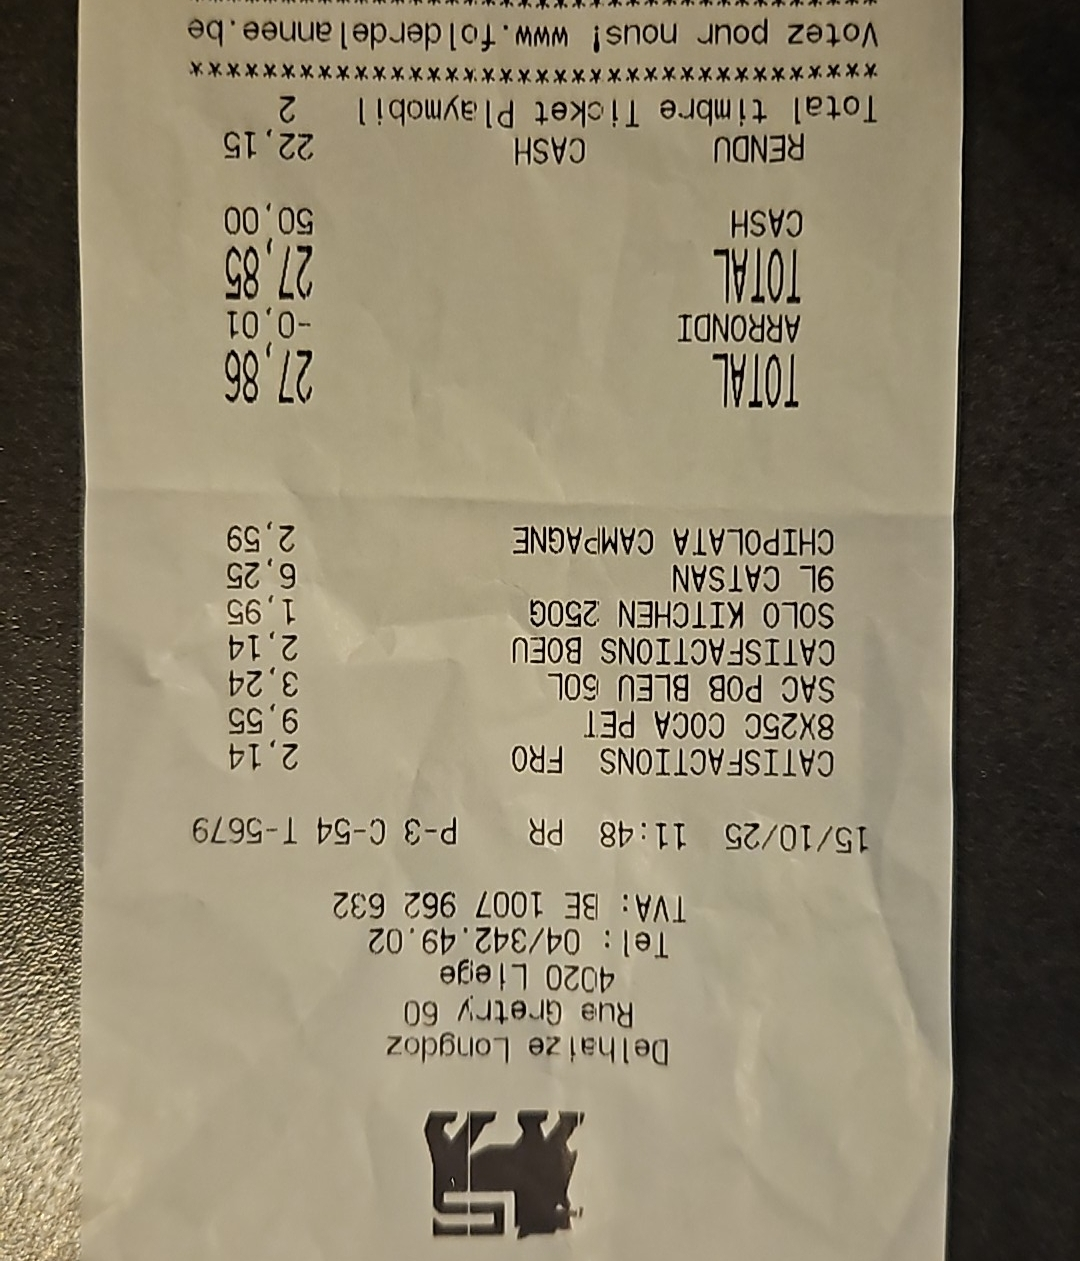 Delhaize Longdoz
Rue Gretry 60
4020 Liege
Tel: 04/342.49.02
TVA: BE 1007 962 632
15/10/25 11:48 PR P-3 C-54 T-5679
CATISFACTIONS FRO 2,14
8X25C COCA PET 9,55
SAC POB BLEU 60L 3,24
CATISFACTIONS BOEU 2,14
SOLO KITCHEN 250G 1,95
9L CATSAN 6,25
CHIPOLATA CAMPAGNE 2,59
TOTAL 27,86
ARRONDI -0,01
TOTAL 27,85
CASH 50,00
RENDU CASH 22,15
Total timbre Ticket Playmobil 2
****************************************
Votez pour nous! www.folderdelannee.be
****************************************